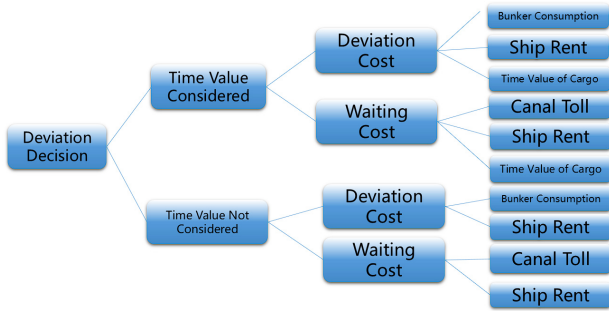 Deviation
Decision
Time Value
Considered
Deviation
Cost
Bunker Consumption
Ship Rent
Time Value of Cargo
Waiting
Cost
Canal Toll
Ship Rent
Time Value of Cargo
Time Value Not
Considered
Deviation
Cost
Bunker Consumption
Ship Rent
Waiting
Cost
Canal Toll
Ship Rent